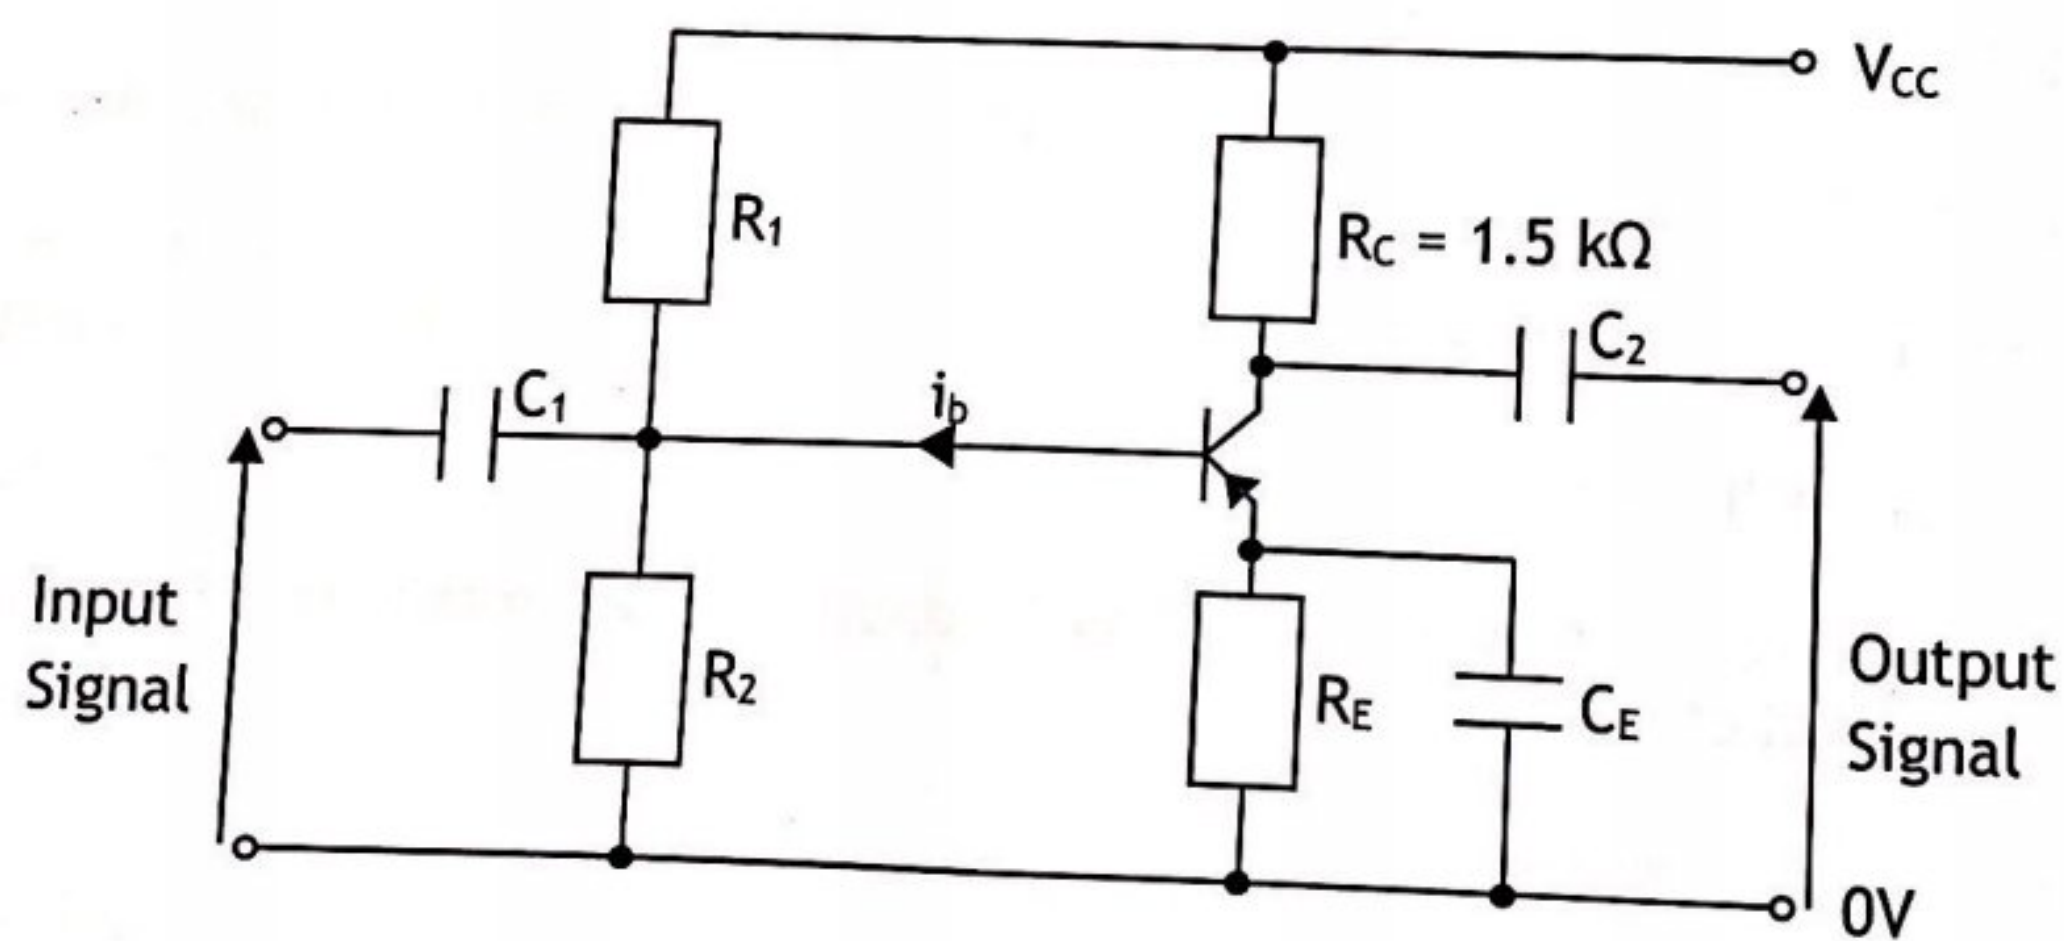 VCC
R1
RC = 1.5 kΩ
C2
C1
ib
Input
Signal
R2
RE
CE
Output
Signal
0V